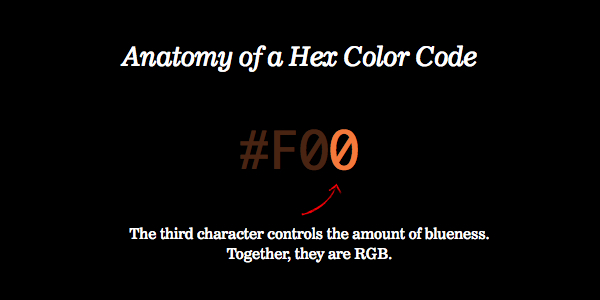 Anatomy of a Hex Color Code
#F00
The third character controls the amount of blueness.
Together, they are RGB.